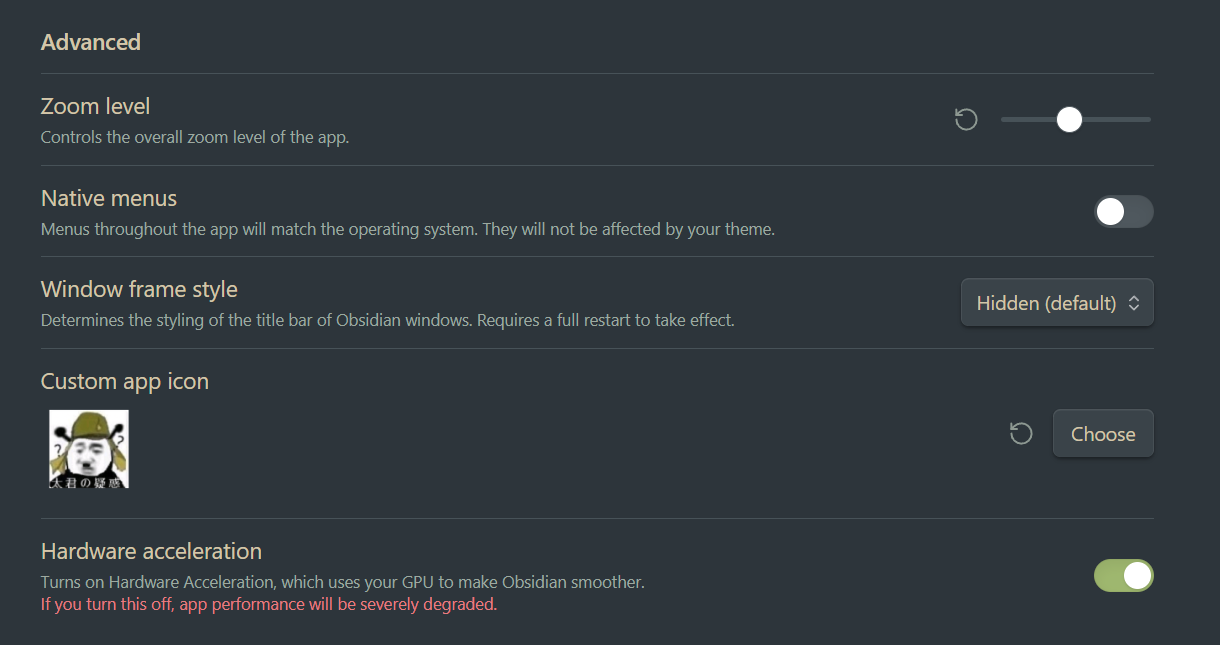 Advanced
Zoom level
Controls the overall zoom level of the app.
Native menus
Menus throughout the app will match the operating system. They will not be affected by your theme.
Window frame style
Determines the styling of the title bar of Obsidian windows. Requires a full restart to take effect.
Hidden (default)
Custom app icon
? ?
太君の疑惑
Choose
Hardware acceleration
Turns on Hardware Acceleration, which uses your GPU to make Obsidian smoother.
If you turn this off, app performance will be severely degraded.